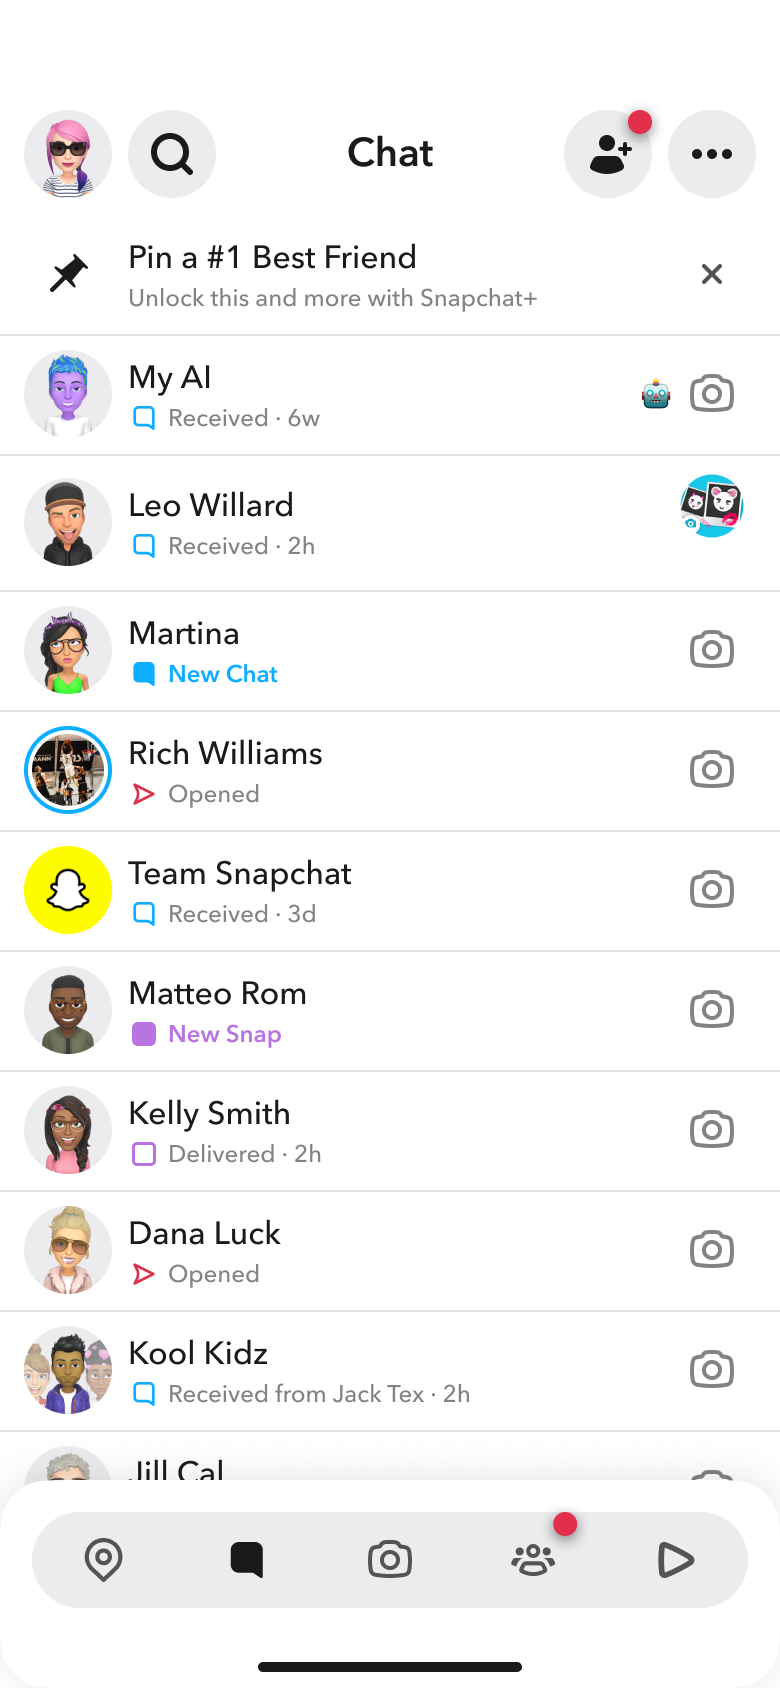 Chat
Pin a #1 Best Friend
Unlock this and more with Snapchat+
My AI
Received · 6w
Leo Willard
Received · 2h
Martina
New Chat
Rich Williams
Opened
Team Snapchat
Received · 3d
Matteo Rom
New Snap
Kelly Smith
Delivered · 2h
Dana Luck
Opened
Kool Kidz
Received from Jack Tex · 2h
Jill Cal